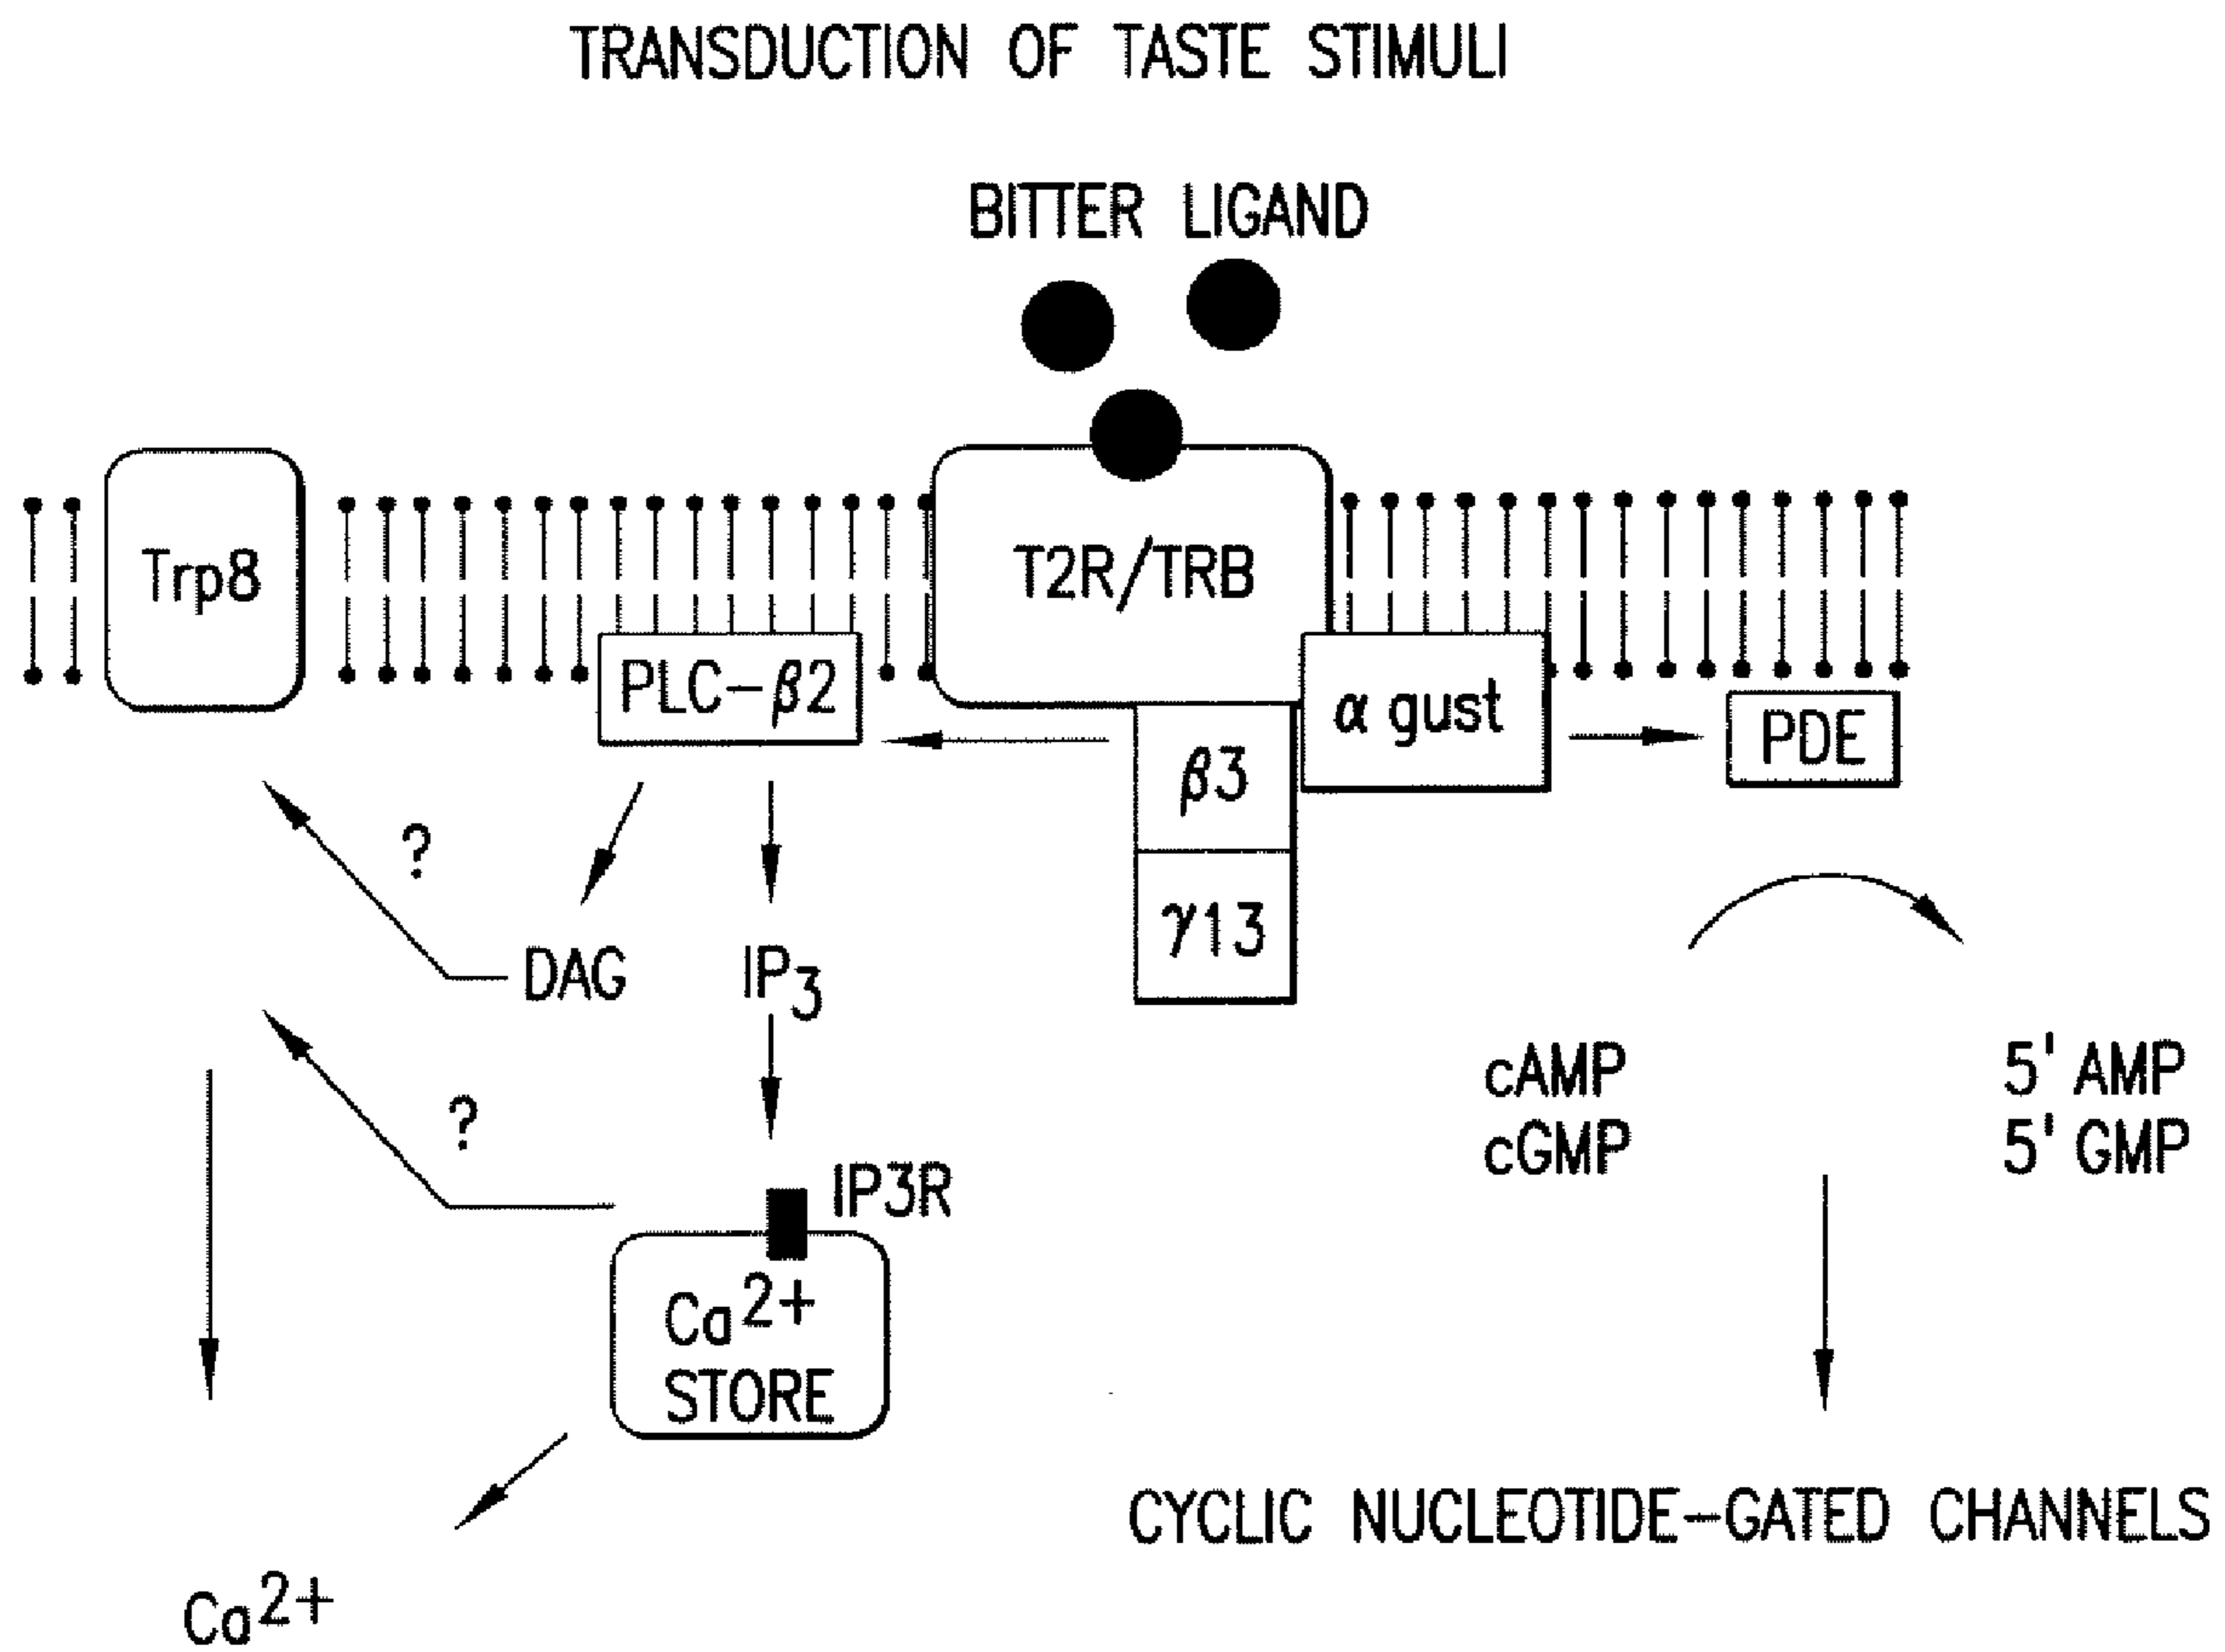 TRANSDUCTION OF TASTE STIMULI
BITTER LIGAND
Trp8
T2R/TRB
PLC-β2
α gust
PDE
β3
?
γ13
DAG
IP3
cAMP
5' AMP
?
cGMP
5' GMP
IP3R
Ca2+
STORE
CYCLIC NUCLEOTIDE-GATED CHANNELS
Ca2+